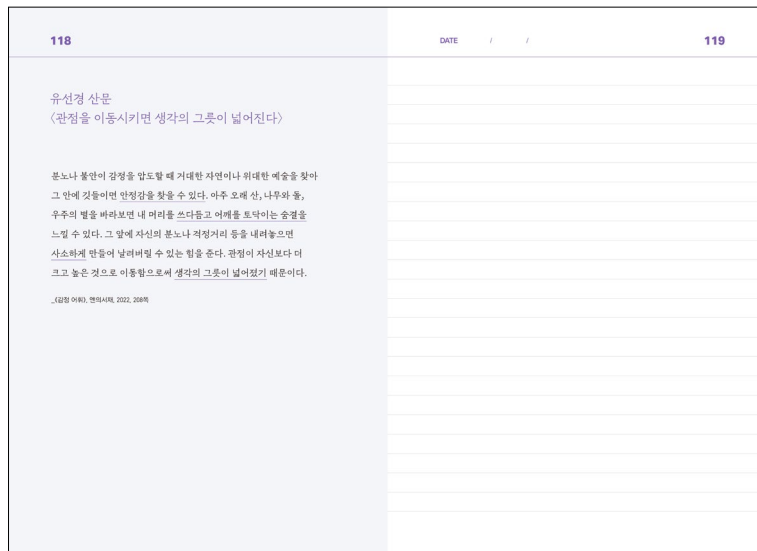 118
유선경 산문
〈관점을 이동시키면 생각의 그릇이 넓어진다〉
분노나 불안이 감정을 압도할 때 거대한 자연이나 위대한 예술을 찾아
그 안에 깃들이면 안정감을 찾을 수 있다. 아주 오래 산, 나무와 돌,
우주의 별을 바라보면 내 머리를 쓰다듬고 어깨를 토닥이는 숨결을
느낄 수 있다. 그 앞에 자신의 분노나 걱정거리 등을 내려놓으면
사소하게 만들어 날려버릴 수 있는 힘을 준다. 관점이 자신보다 더
크고 높은 것으로 이동함으로써 생각의 그릇이 넓어졌기 때문이다.
_《감정 어휘》, 앤의서재, 2022, 208쪽
DATE / /
119